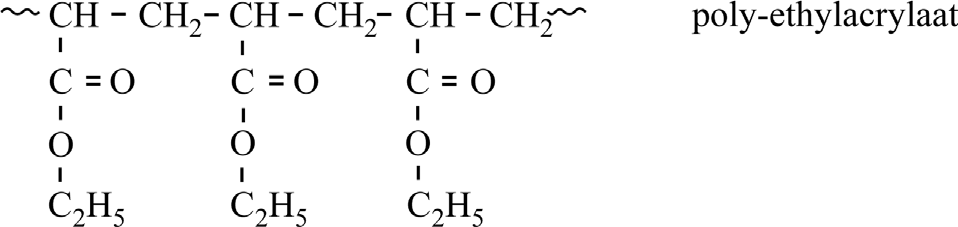 ~ CH – CH₂ – CH – CH₂ – CH – CH₂ ~ poly-ethylacrylaat
C = O C = O C = O
O O O
C₂H₅ C₂H₅ C₂H₅